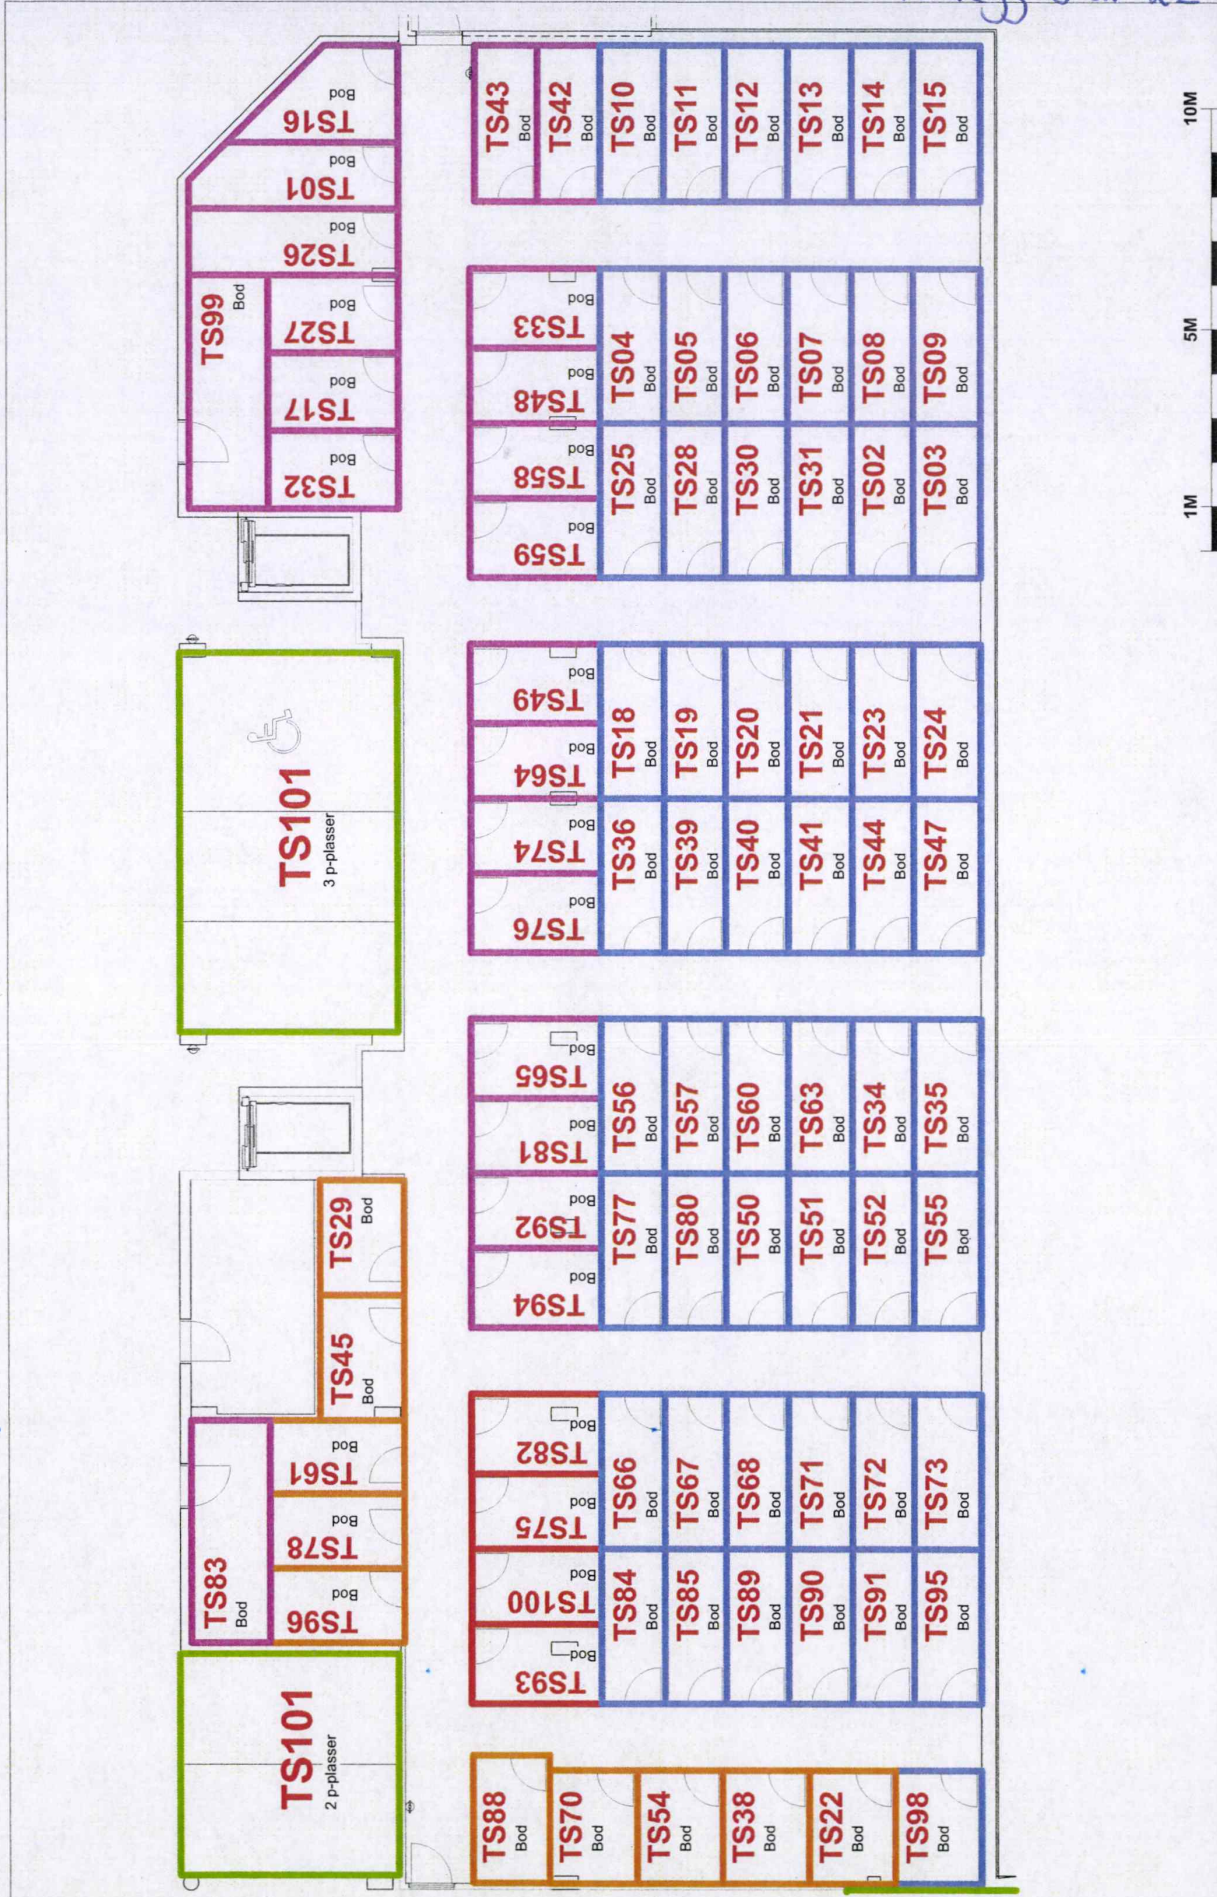 TS16
Bod
TS01
Bod
TS26
Bod
TS99
Bod
TS27
Bod
TS17
Bod
TS32
Bod
TS43
Bod
TS42
Bod
TS10
Bod
TS11
Bod
TS12
Bod
TS13
Bod
TS14
Bod
TS15
Bod
TS33
Bod
TS48
Bod
TS58
Bod
TS59
Bod
TS04
Bod
TS05
Bod
TS06
Bod
TS07
Bod
TS08
Bod
TS09
Bod
TS25
Bod
TS28
Bod
TS30
Bod
TS31
Bod
TS02
Bod
TS03
Bod
TS101
3 p-plasser
TS49
Bod
TS64
Bod
TS74
Bod
TS76
Bod
TS18
Bod
TS19
Bod
TS20
Bod
TS21
Bod
TS23
Bod
TS24
Bod
TS36
Bod
TS39
Bod
TS40
Bod
TS41
Bod
TS44
Bod
TS47
Bod
TS65
Bod
TS81
Bod
TS92
Bod
TS94
Bod
TS56
Bod
TS57
Bod
TS60
Bod
TS63
Bod
TS34
Bod
TS35
Bod
TS77
Bod
TS80
Bod
TS50
Bod
TS51
Bod
TS52
Bod
TS55
Bod
TS29
Bod
TS45
Bod
TS83
Bod
TS61
Bod
TS78
Bod
TS96
Bod
TS82
Bod
TS75
Bod
TS100
Bod
TS93
Bod
TS66
Bod
TS67
Bod
TS68
Bod
TS71
Bod
TS72
Bod
TS73
Bod
TS84
Bod
TS85
Bod
TS89
Bod
TS90
Bod
TS91
Bod
TS95
Bod
TS101
2 p-plasser
TS88
Bod
TS70
Bod
TS54
Bod
TS38
Bod
TS22
Bod
TS98
Bod
1M
5M
10M